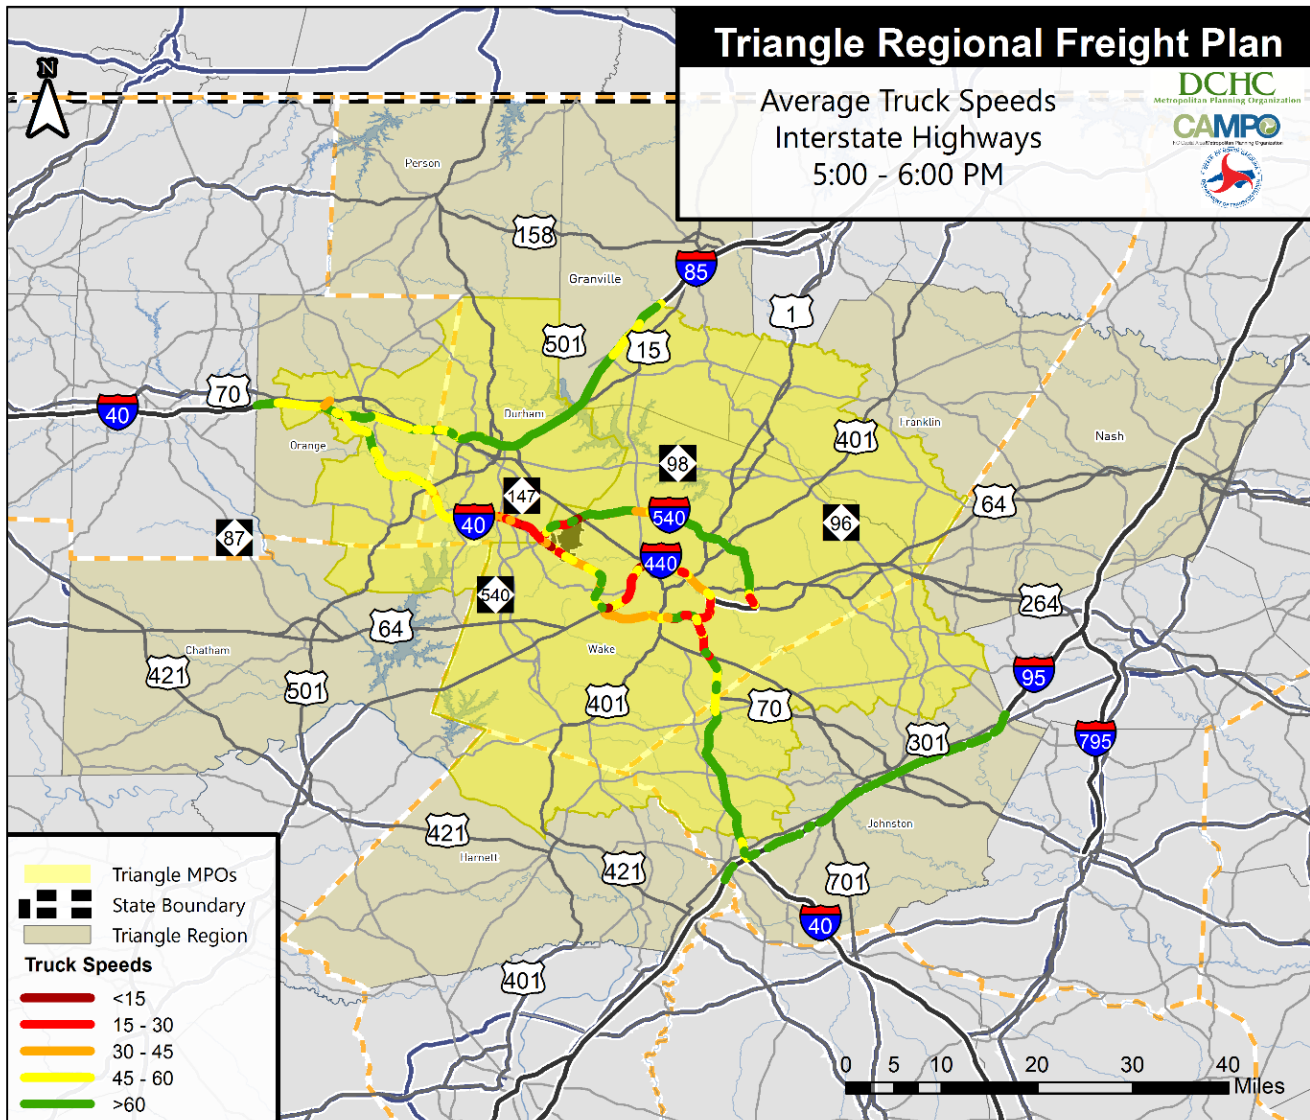 Triangle Regional Freight Plan
Average Truck Speeds
Interstate Highways
5:00 - 6:00 PM
DCHC
Metropolitan Planning Organization
CAMPO
N
Person
158
Granville
85
1
501
15
70
40
Durham
Orange
401
Franklin
Nash
98
147
64
40
540
96
87
440
540
264
64
Wake
Chatham
421
501
95
401
70
301
795
421
Johnston
Harnett
421
701
40
401
Triangle MPOs
State Boundary
Triangle Region
Truck Speeds
<15
15 - 30
30 - 45
45 - 60
>60
0 5 10 20 30 40
Miles